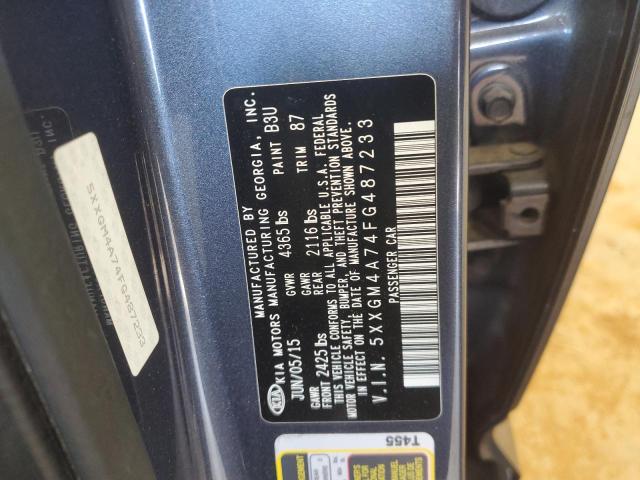 MANUFACTURED BY
KIA KIA MOTORS MANUFACTURING GEORGIA, INC.
JUN/05/15 GVWR 4365 lbs PAINT B3U
GAWR FRONT 2425 lbs GAWR REAR 2116 lbs TRIM 87
THIS VEHICLE CONFORMS TO ALL APPLICABLE U.S.A. FEDERAL
MOTOR VEHICLE SAFETY, BUMPER, AND THEFT PREVENTION STANDARDS
IN EFFECT ON THE DATE OF MANUFACTURE SHOWN ABOVE.
V.I.N. 5XXGM4A74FG487233
PASSENGER CAR
5XXGM4A74FG487233
T455